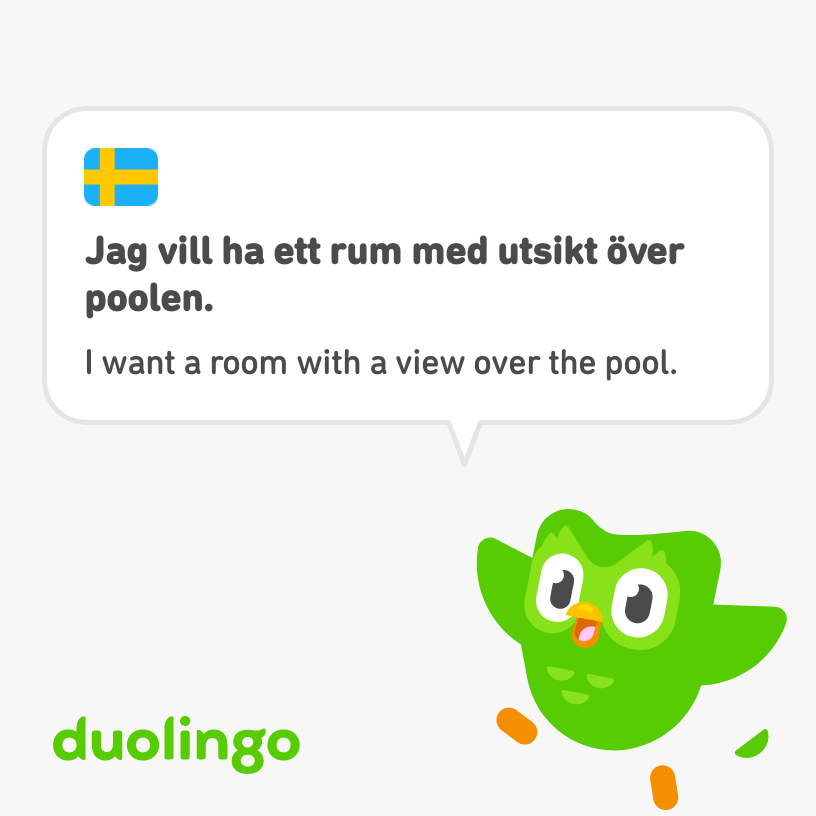 Jag vill ha ett rum med utsikt över
poolen.
I want a room with a view over the pool.
duolingo